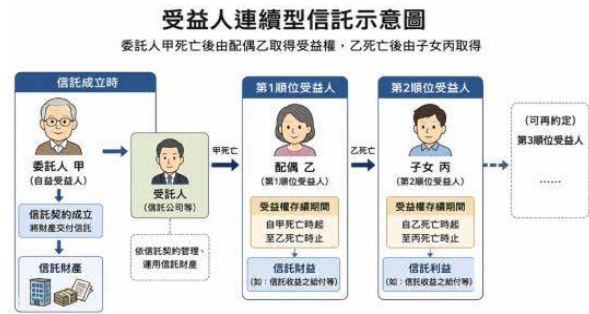 受益人連續型信託示意圖
委託人甲死亡後由配偶乙取得受益權，乙死亡後由子女丙取得
信託成立時
委託人 甲
（自益受益人）
信託契約成立
將財產交付信託
信託財產
受託人
（信託公司等）
依信託契約管理、
運用信託財產
甲死亡
第1順位受益人
配偶 乙
（第1順位受益人）
受益權存續期間
自甲死亡時起
至乙死亡時止
信託財益
（如：信託收益之給付等）
乙死亡
第2順位受益人
子女 丙
（第2順位受益人）
受益權存續期間
自乙死亡時起
至丙死亡時止
信託利益
（如：信託收益之給付等）
（可再約定）
第3順位受益人
……